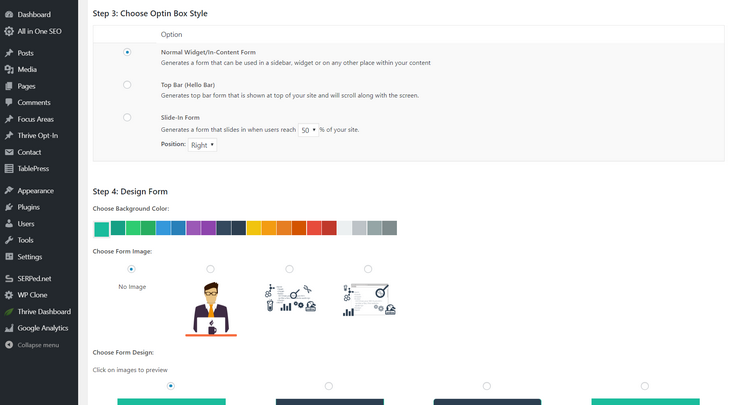 Dashboard
All in One SEO
Posts
Media
Pages
Comments
Focus Areas
Thrive Opt-In
Contact
TablePress
Appearance
Plugins
Users
Tools
Settings
SERPed.net
WP Clone
Thrive Dashboard
Google Analytics
Collapse menu
Step 3: Choose Optin Box Style
Option
Normal Widget/In-Content Form
Generates a form that can be used in a sidebar, widget or on any other place within your content
Top Bar (Hello Bar)
Generates top bar form that is shown at top of your site and will scroll along with the screen.
Slide-In Form
Generates a form that slides in when users reach 50 % of your site.
Position: Right
Step 4: Design Form
Choose Background Color:
Choose Form Image:
No Image
Choose Form Design:
Click on images to preview